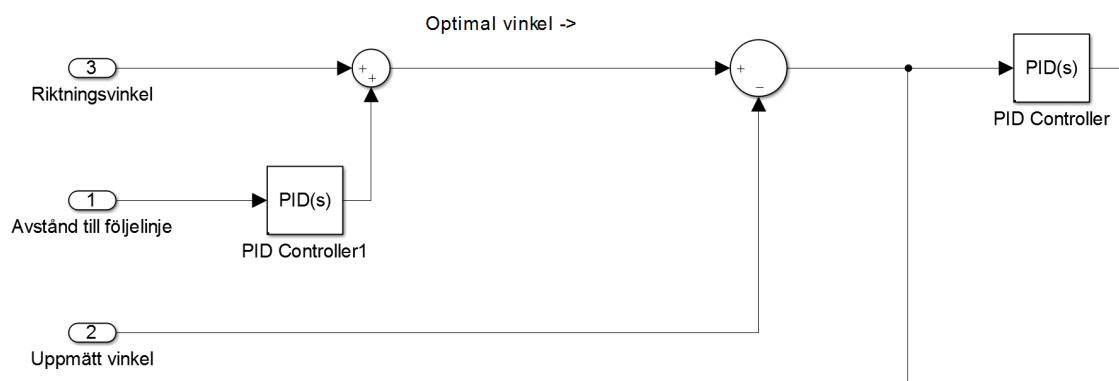 Optimal vinkel ->
3
+
+
Riktningsvinkel
+
−
PID(s)
PID Controller
1
Avstånd till följelinje
PID(s)
PID Controller1
2
Uppmätt vinkel